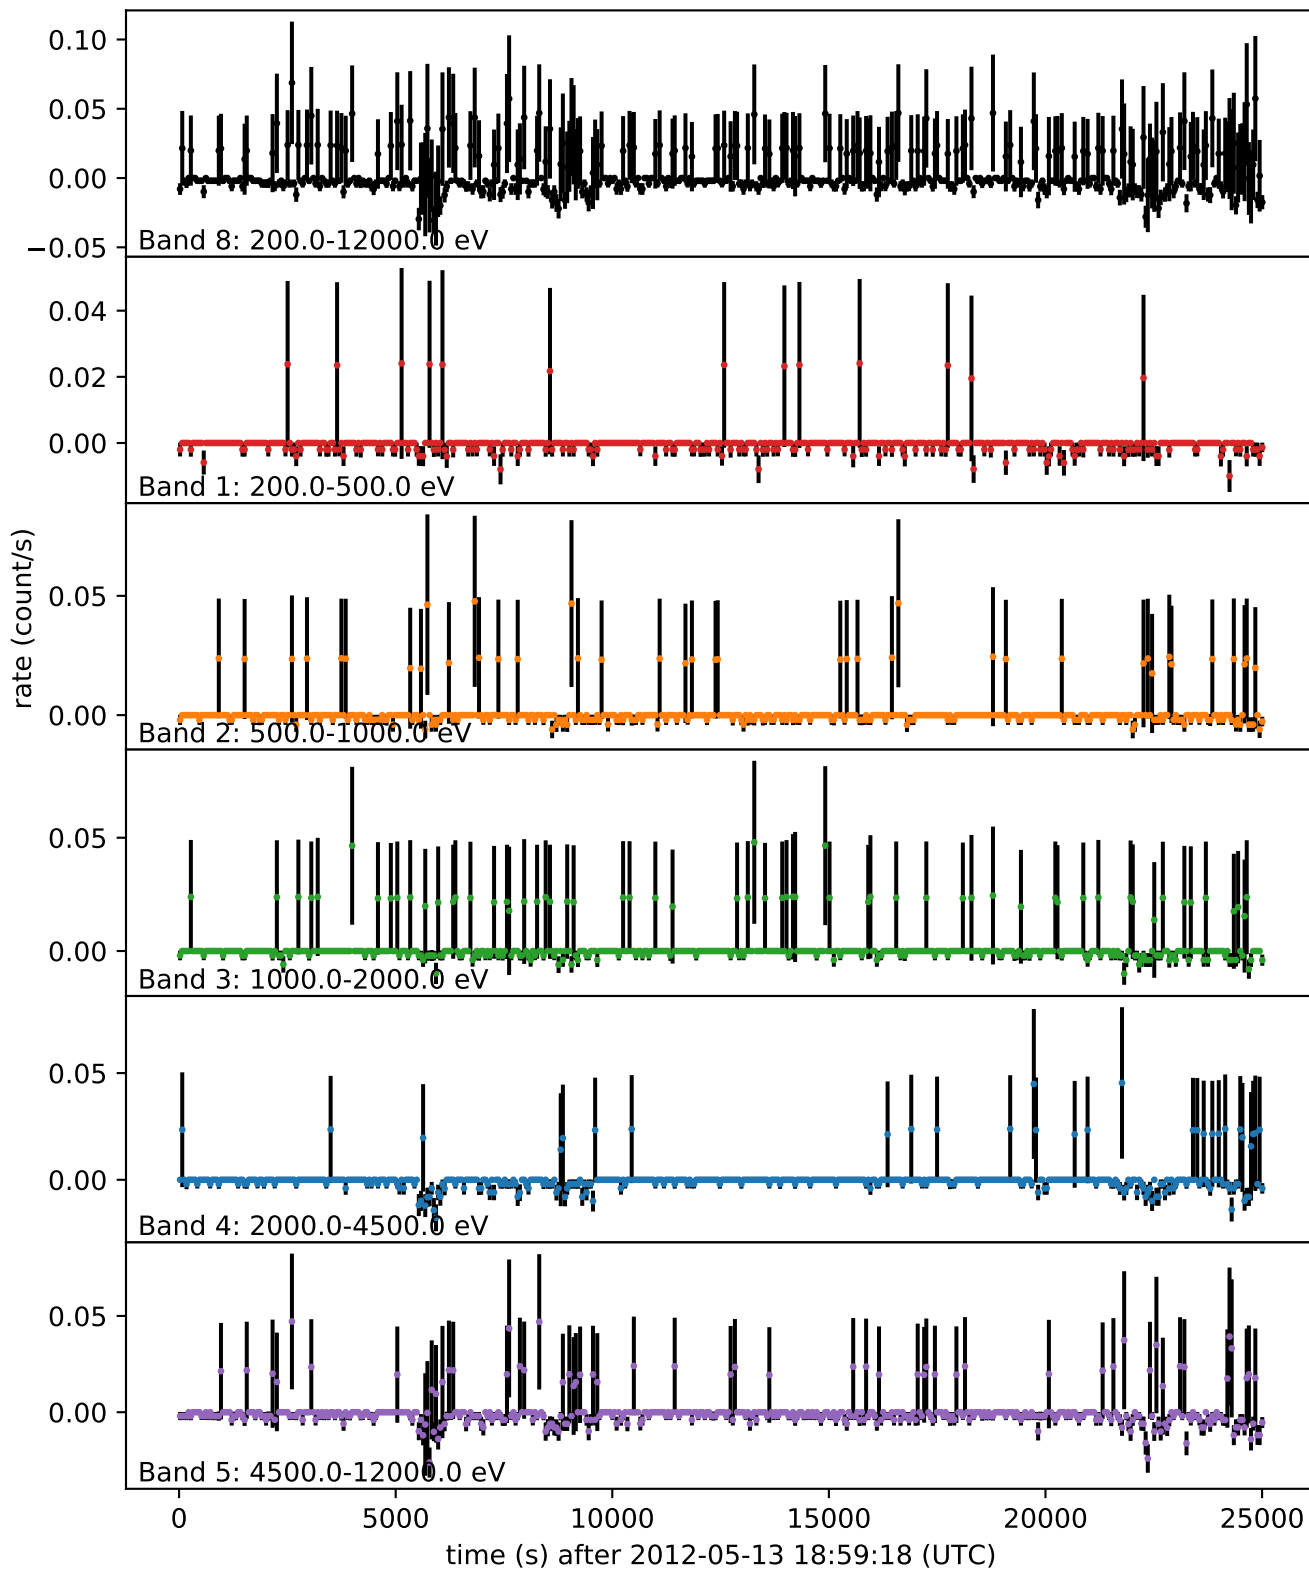 0.10
0.05
0.00
−0.05
Band 8: 200.0-12000.0 eV
0.04
0.02
0.00
Band 1: 200.0-500.0 eV
0.05
0.00
Band 2: 500.0-1000.0 eV
rate (count/s)
0.05
0.00
Band 3: 1000.0-2000.0 eV
0.05
0.00
Band 4: 2000.0-4500.0 eV
0.05
0.00
Band 5: 4500.0-12000.0 eV
0 5000 10000 15000 20000 25000
time (s) after 2012-05-13 18:59:18 (UTC)